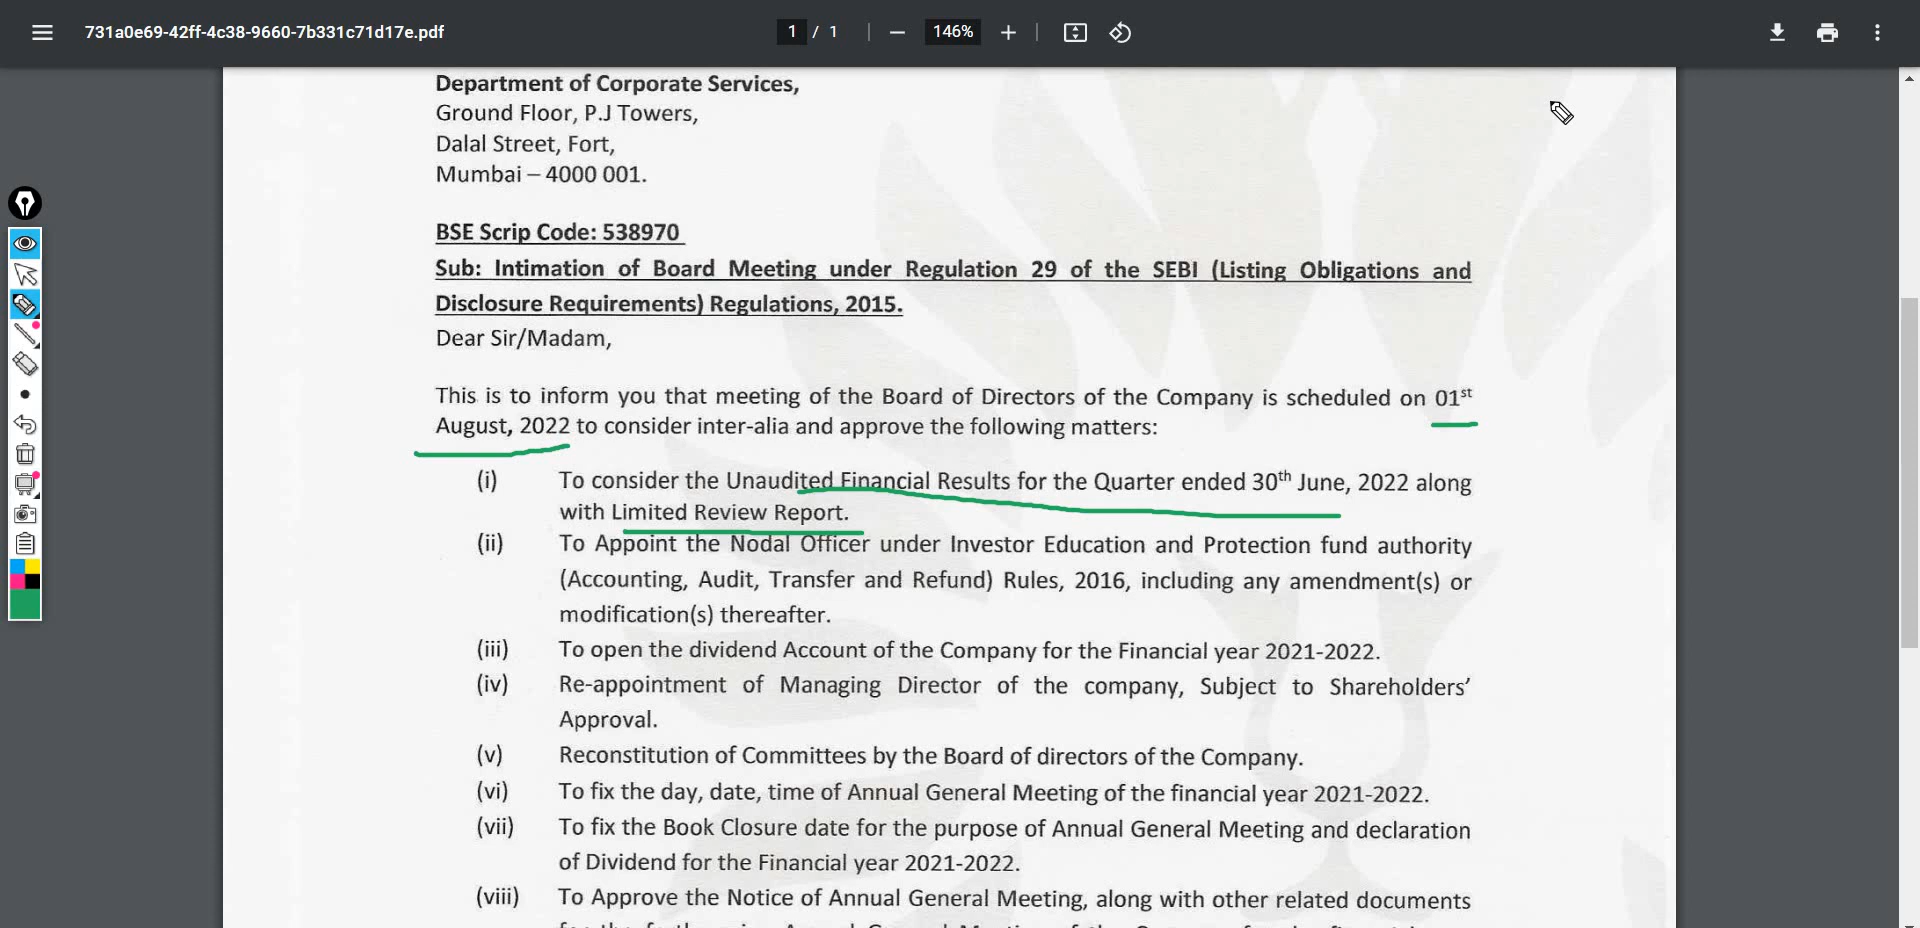 731a0e69-42ff-4c38-9660-7b331c71d17e.pdf
1 / 1
146%
Department of Corporate Services,
Ground Floor, P.J Towers,
Dalal Street, Fort,
Mumbai – 4000 001.
BSE Scrip Code: 538970
Sub: Intimation of Board Meeting under Regulation 29 of the SEBI (Listing Obligations and
Disclosure Requirements) Regulations, 2015.
Dear Sir/Madam,
This is to inform you that meeting of the Board of Directors of the Company is scheduled on 01st
August, 2022 to consider inter-alia and approve the following matters:
(i) To consider the Unaudited Financial Results for the Quarter ended 30th June, 2022 along
with Limited Review Report.
(ii) To Appoint the Nodal Officer under Investor Education and Protection fund authority
(Accounting, Audit, Transfer and Refund) Rules, 2016, including any amendment(s) or
modification(s) thereafter.
(iii) To open the dividend Account of the Company for the Financial year 2021-2022.
(iv) Re-appointment of Managing Director of the company, Subject to Shareholders’
Approval.
(v) Reconstitution of Committees by the Board of directors of the Company.
(vi) To fix the day, date, time of Annual General Meeting of the financial year 2021-2022.
(vii) To fix the Book Closure date for the purpose of Annual General Meeting and declaration
of Dividend for the Financial year 2021-2022.
(viii) To Approve the Notice of Annual General Meeting, along with other related documents